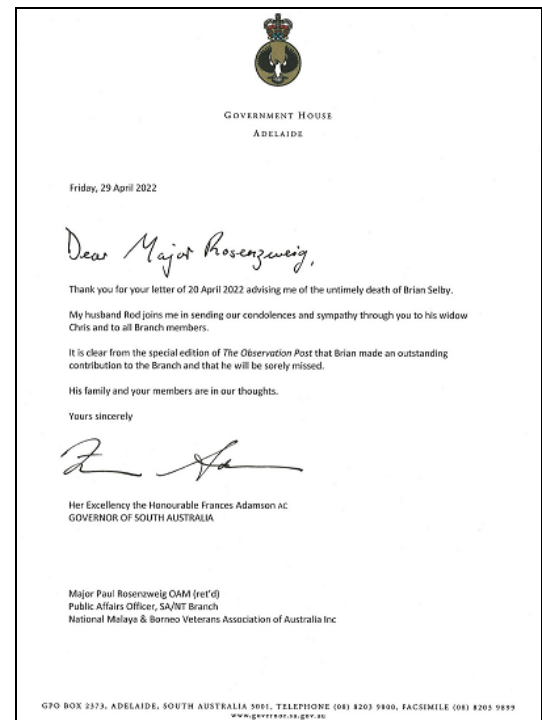 GOVERNMENT HOUSE
ADELAIDE
Friday, 29 April 2022
Dear Major Rosenzweig,
Thank you for your letter of 20 April 2022 advising me of the untimely death of Brian Selby.
My husband Rod joins me in sending our condolences and sympathy through you to his widow
Chris and to all Branch members.
It is clear from the special edition of The Observation Post that Brian made an outstanding
contribution to the Branch and that he will be sorely missed.
His family and your members are in our thoughts.
Yours sincerely
Her Excellency the Honourable Frances Adamson AC
GOVERNOR OF SOUTH AUSTRALIA
Major Paul Rosenzweig OAM (ret'd)
Public Affairs Officer, SA/NT Branch
National Malaya & Borneo Veterans Association of Australia Inc
GPO BOX 2373, ADELAIDE, SOUTH AUSTRALIA 5001, TELEPHONE (08) 8203 9800, FACSIMILE (08) 8203 9899
www.governor.sa.gov.au